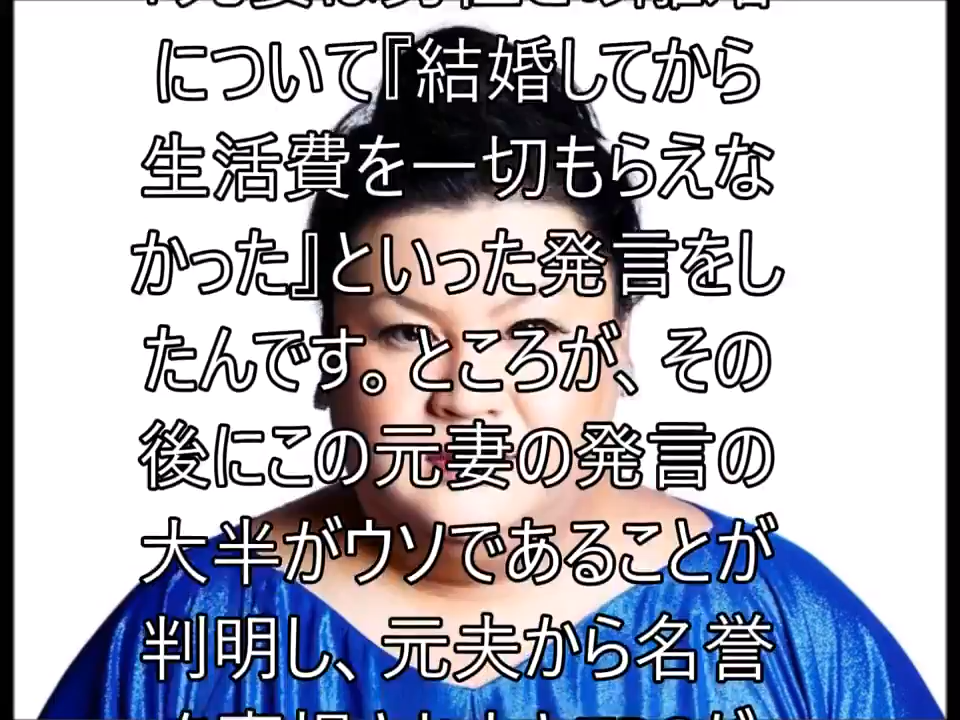 について『結婚してから
生活費を一切もらえな
かった』といった発言をし
たんです。ところが、その
後にこの元妻の発言の
大半がウソであることが
判明し、元夫から名誉